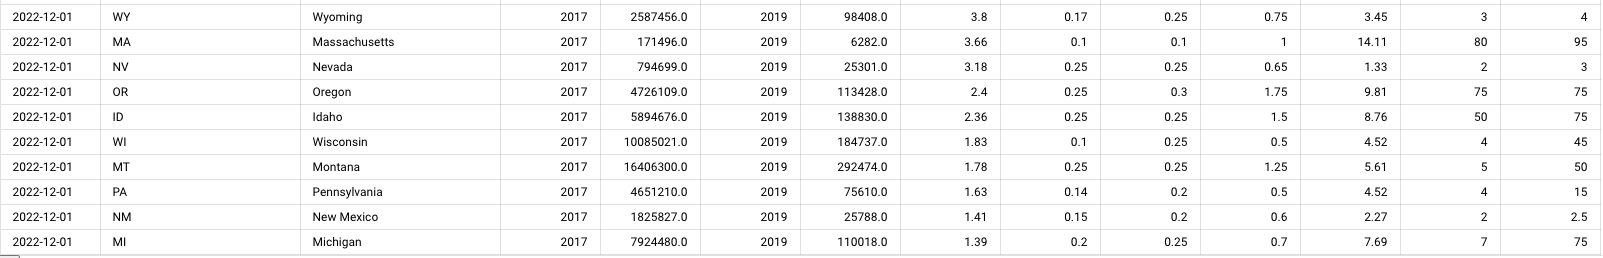 2022-12-01 WY Wyoming 2017 2587456.0 2019 98408.0 3.8 0.17 0.25 0.75 3.45 3 4
2022-12-01 MA Massachusetts 2017 171496.0 2019 6282.0 3.66 0.1 0.1 1 14.11 80 95
2022-12-01 NV Nevada 2017 794699.0 2019 25301.0 3.18 0.25 0.25 0.65 1.33 2 3
2022-12-01 OR Oregon 2017 4726109.0 2019 113428.0 2.4 0.25 0.3 1.75 9.81 75 75
2022-12-01 ID Idaho 2017 5894676.0 2019 138830.0 2.36 0.25 0.25 1.5 8.76 50 75
2022-12-01 WI Wisconsin 2017 10085021.0 2019 184737.0 1.83 0.1 0.25 0.5 4.52 4 45
2022-12-01 MT Montana 2017 16406300.0 2019 292474.0 1.78 0.25 0.25 1.25 5.61 5 50
2022-12-01 PA Pennsylvania 2017 4651210.0 2019 75610.0 1.63 0.14 0.2 0.5 4.52 4 15
2022-12-01 NM New Mexico 2017 1825827.0 2019 25788.0 1.41 0.15 0.2 0.6 2.27 2 2.5
2022-12-01 MI Michigan 2017 7924480.0 2019 110018.0 1.39 0.2 0.25 0.7 7.69 7 75